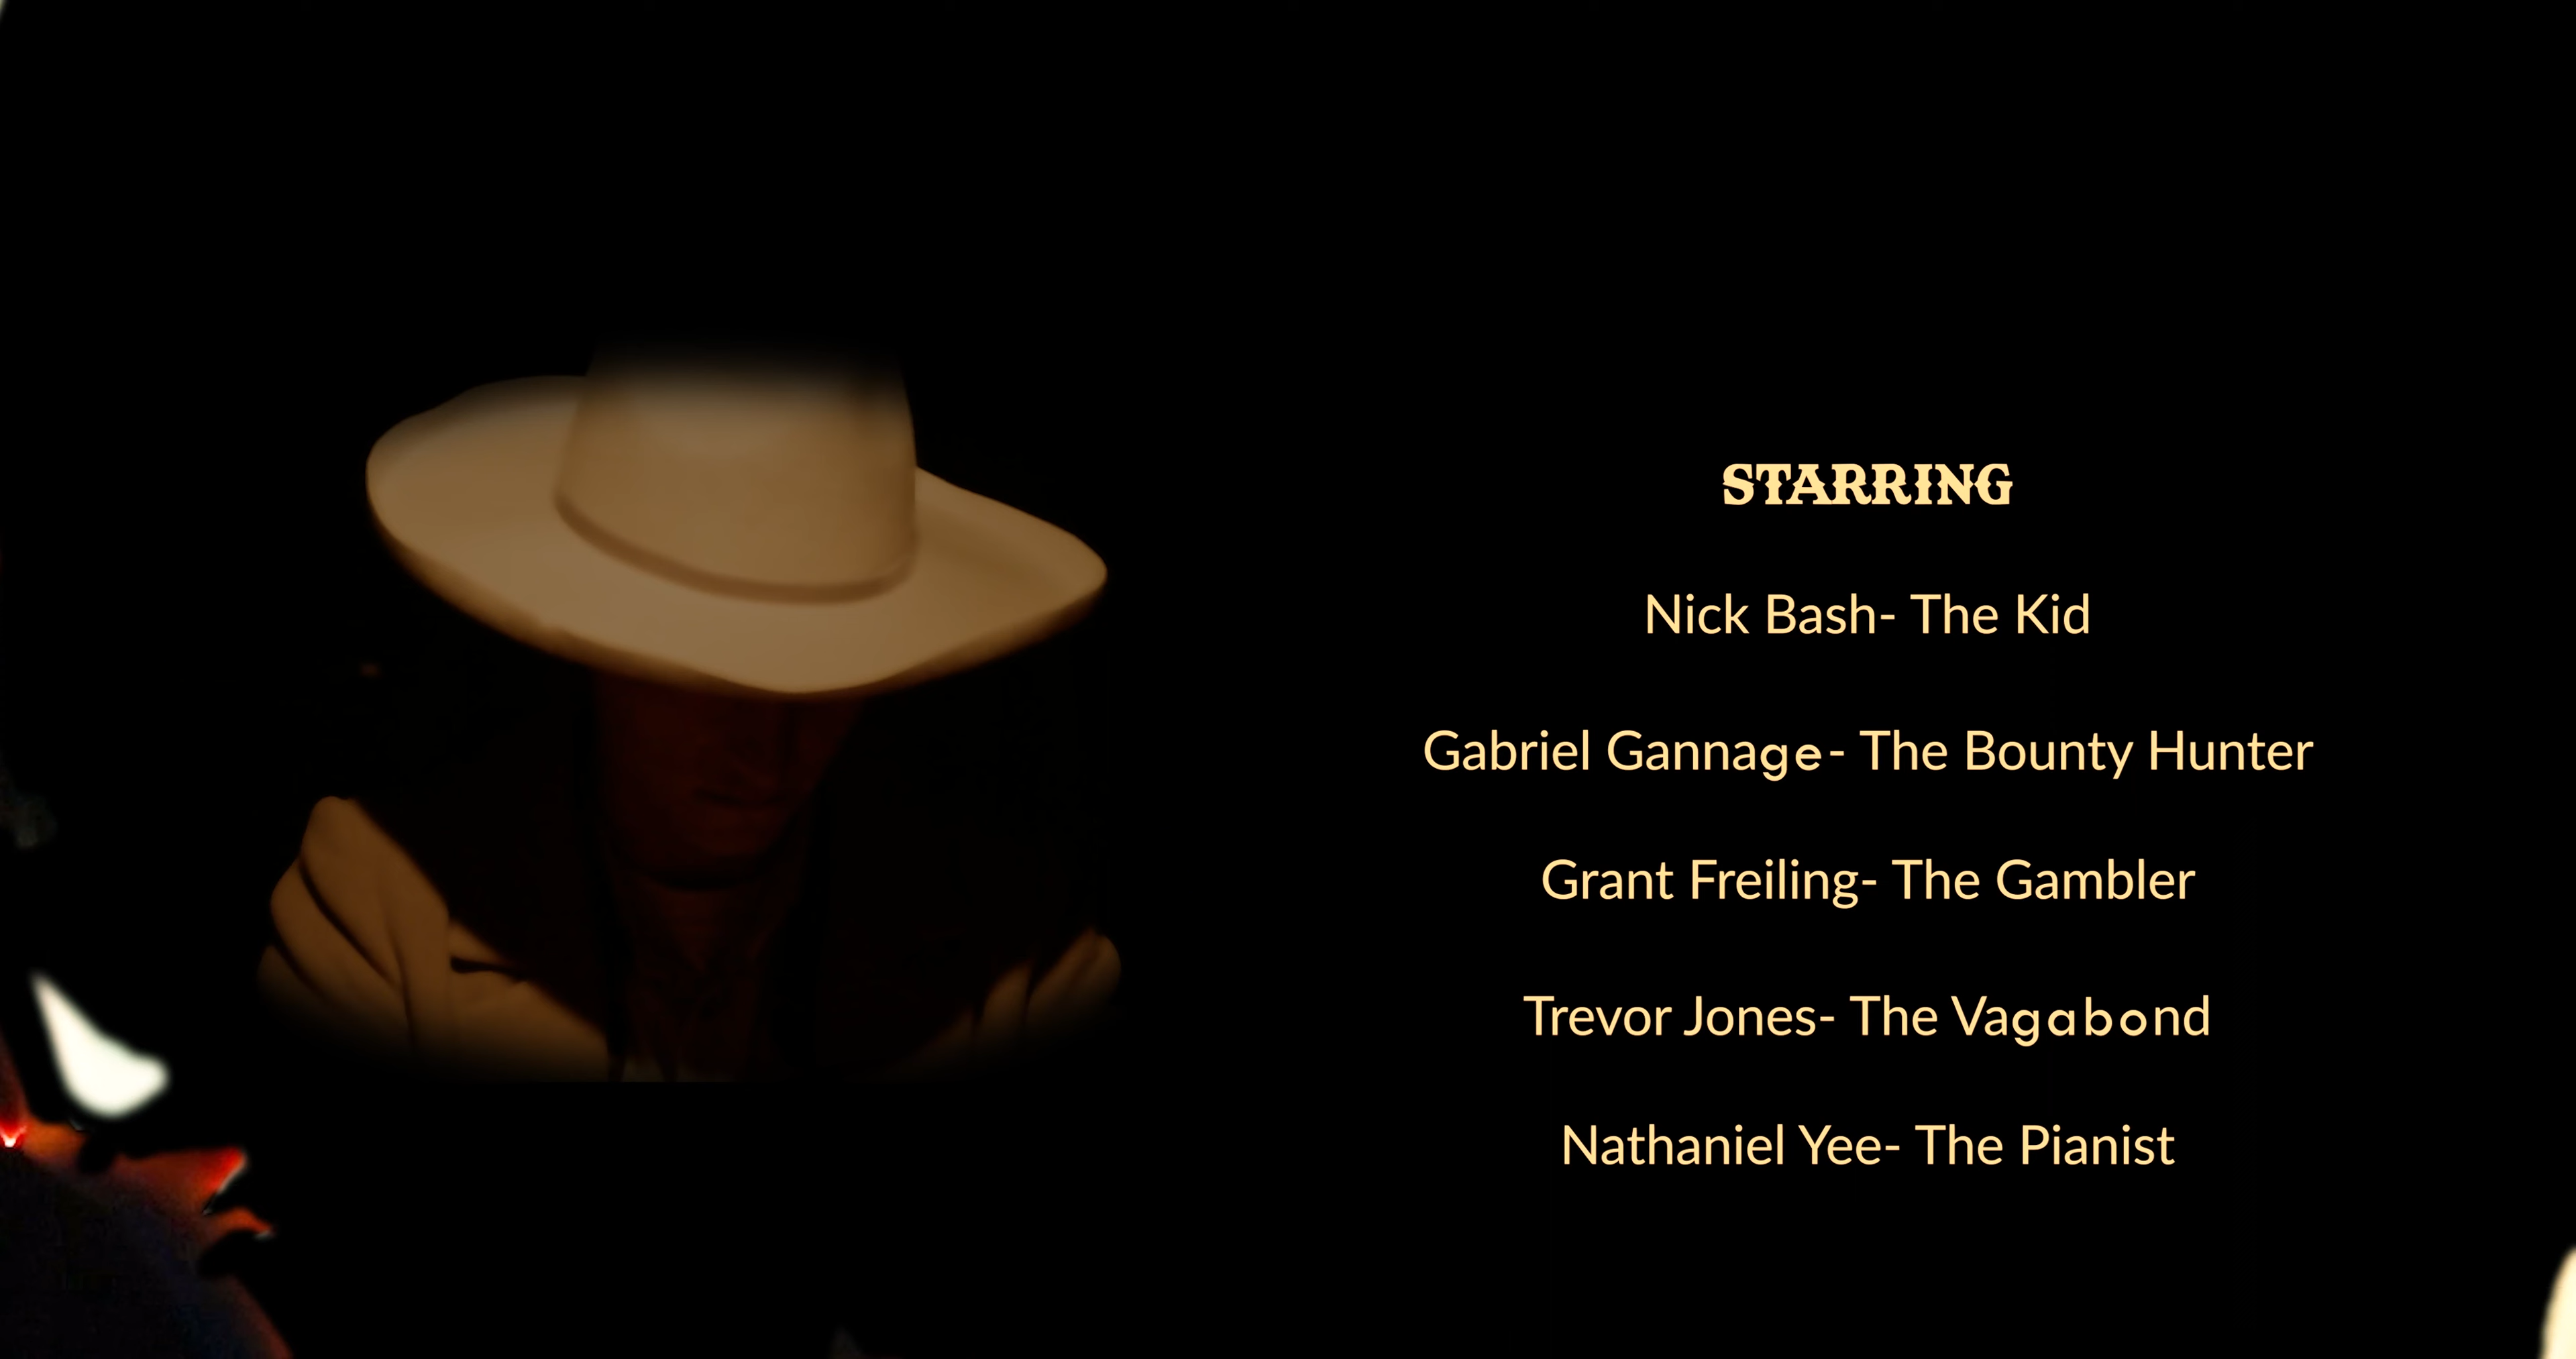 STARRING
Nick Bash- The Kid
Gabriel Gannage- The Bounty Hunter
Grant Freiling- The Gambler
Trevor Jones- The Vagabond
Nathaniel Yee- The Pianist